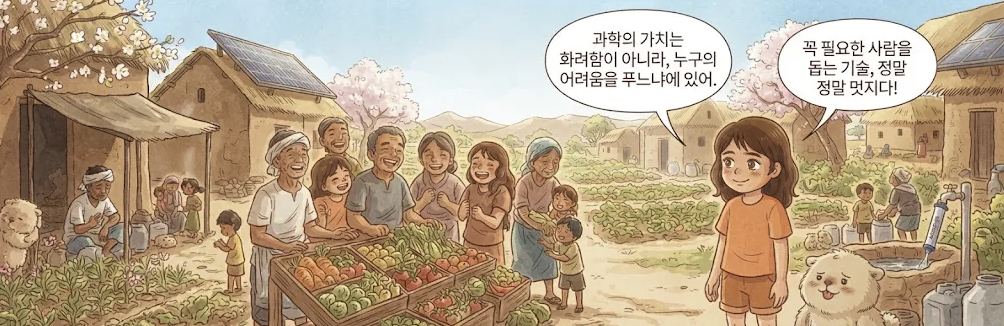 과학의 가치는
화려함이 아니라, 누구의
어려움을 푸느냐에 있어.
꼭 필요한 사람을
돕는 기술, 정말
정말 멋지다!